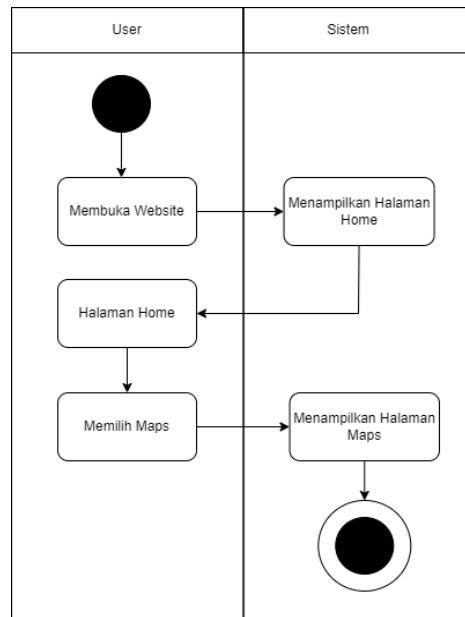 User
Sistem
Membuka Website
Menampilkan Halaman
Home
Halaman Home
Memilih Maps
Menampilkan Halaman
Maps